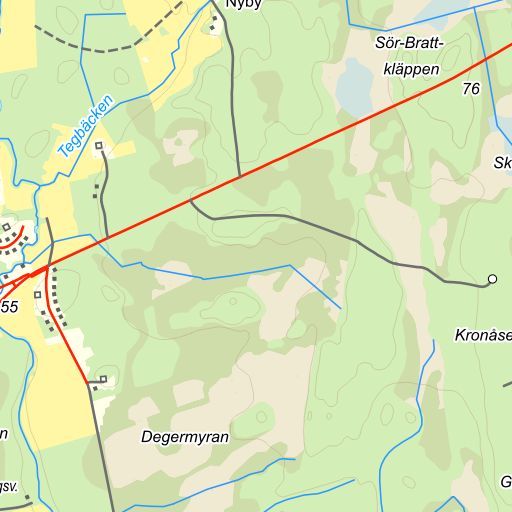 Nyby
Sör-Bratt-
kläppen
76
Tegbäcken
Sk
55
Kronåse
Degermyran
n
gsv.
G